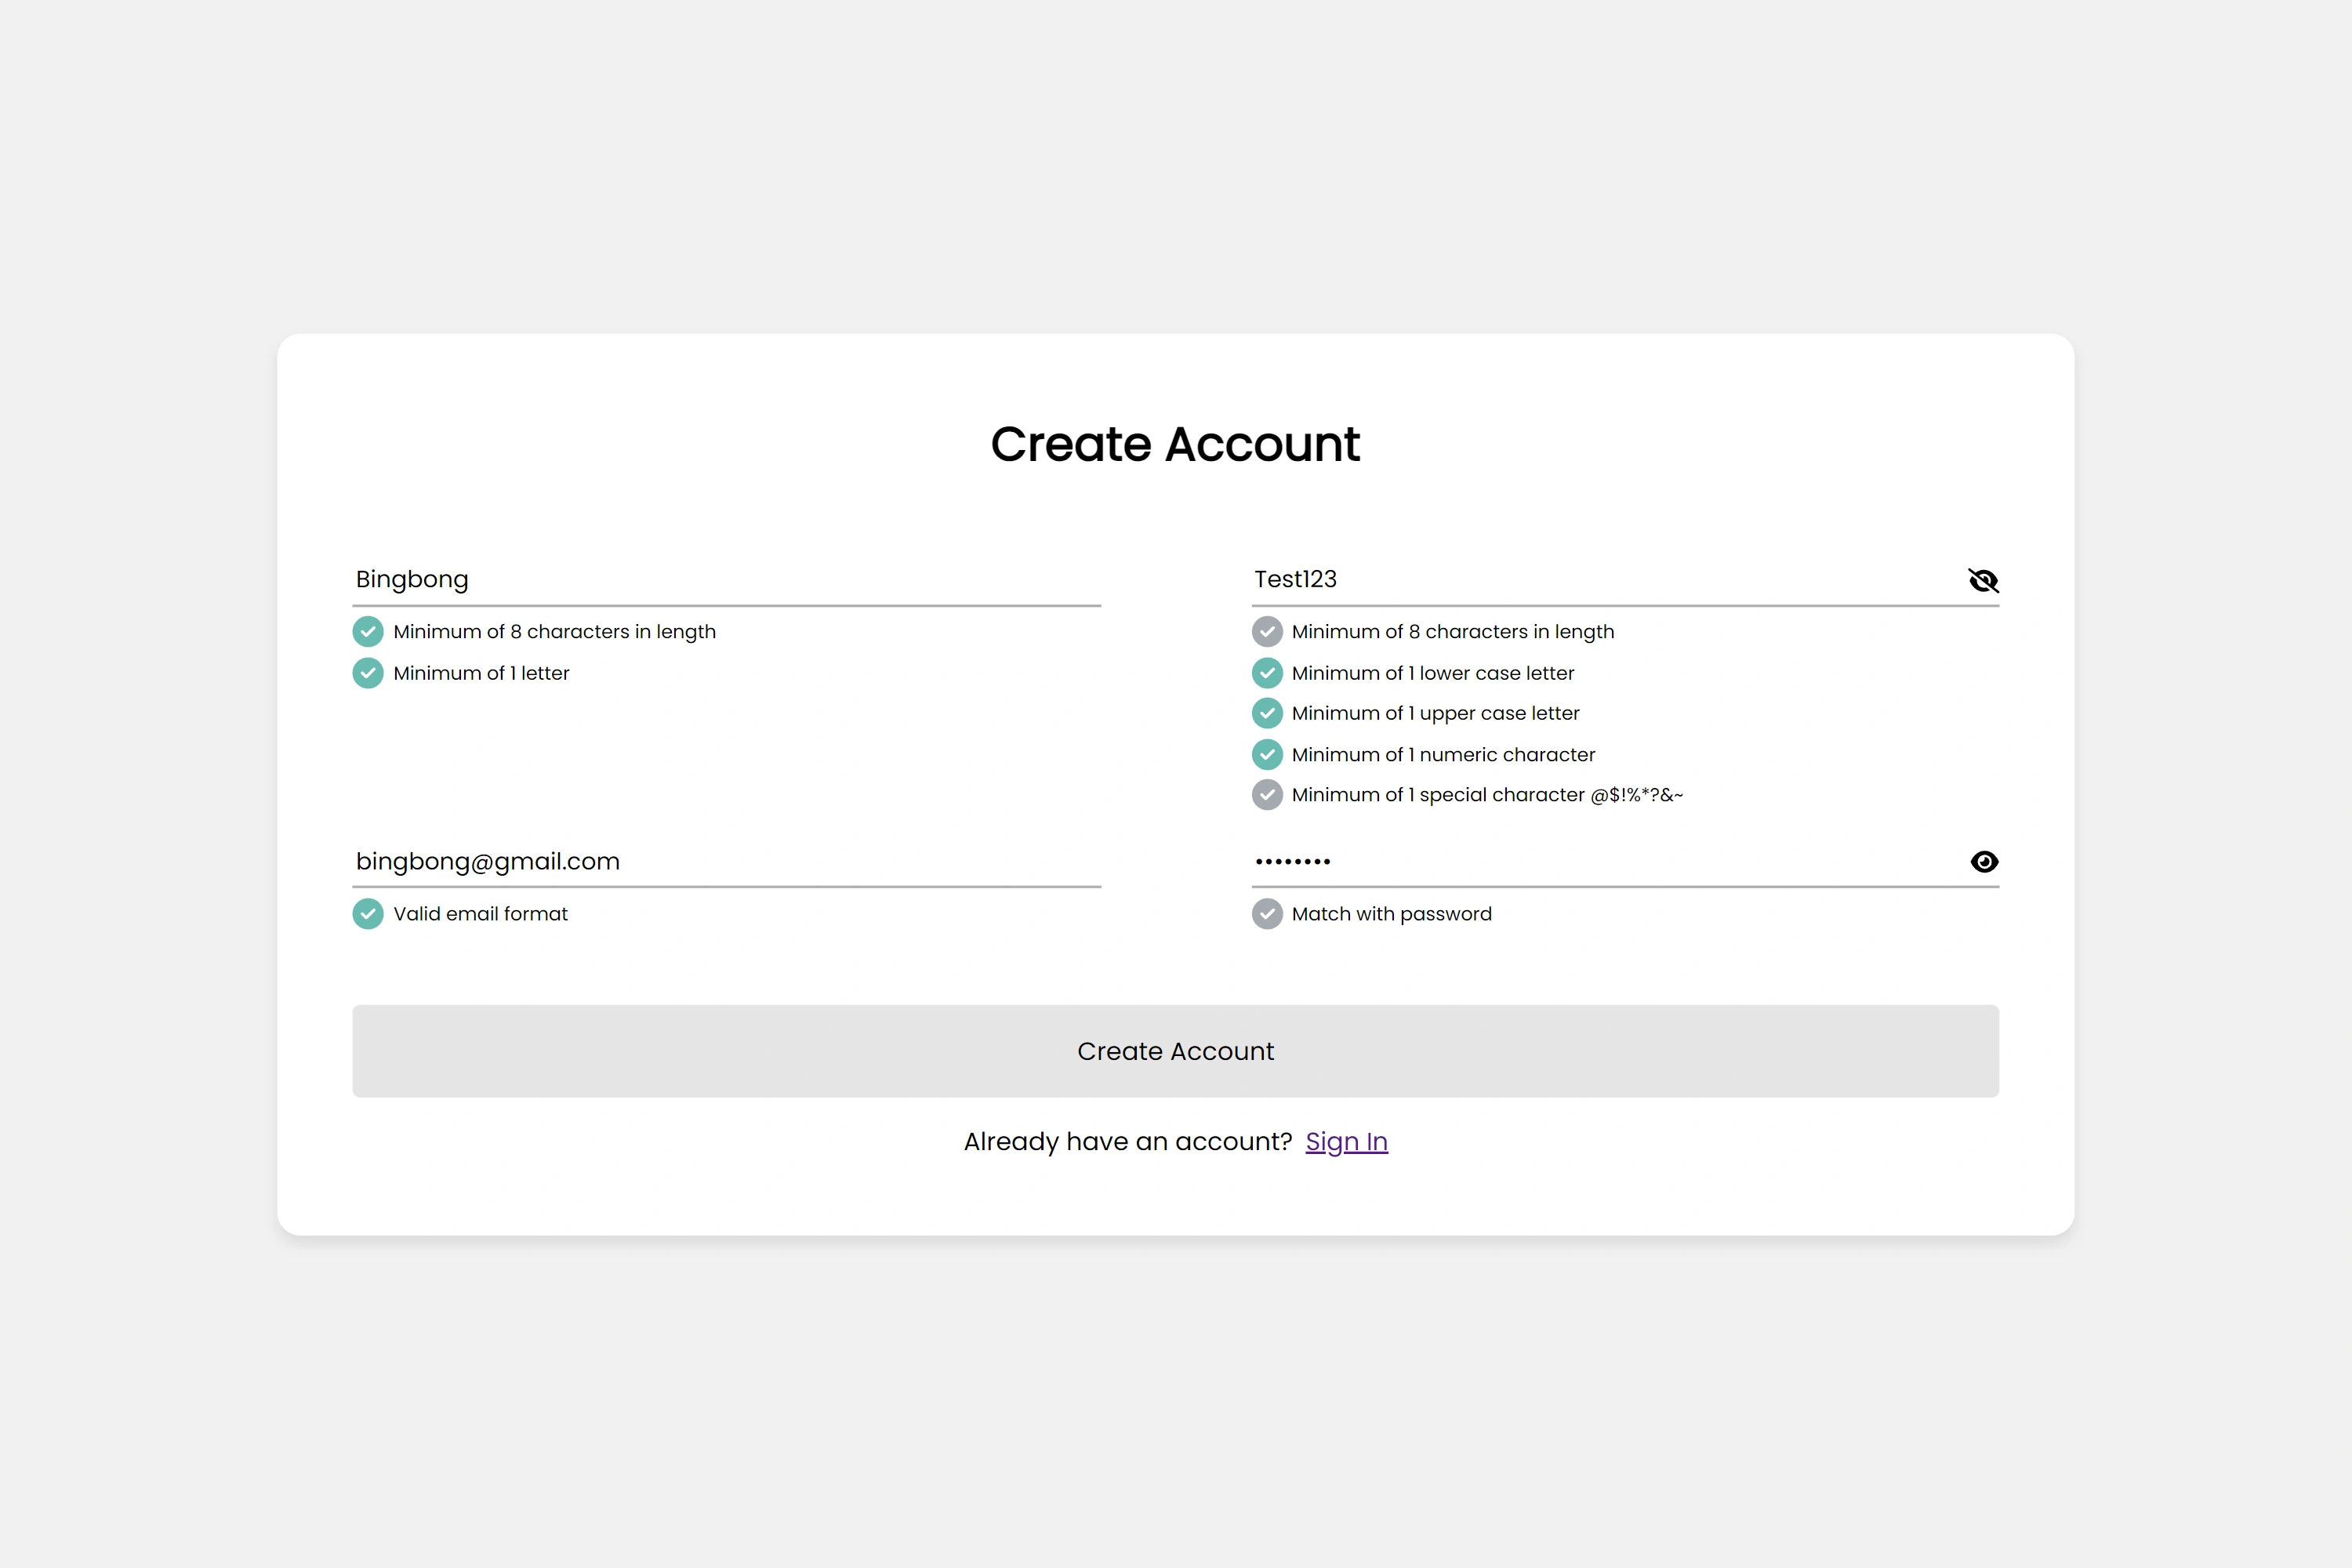 Create Account
Bingbong
Minimum of 8 characters in length
Minimum of 1 letter
Test123
Minimum of 8 characters in length
Minimum of 1 lower case letter
Minimum of 1 upper case letter
Minimum of 1 numeric character
Minimum of 1 special character @$!%*?&~
bingbong@gmail.com
Valid email format
••••••••
Match with password
Create Account
Already have an account? Sign In